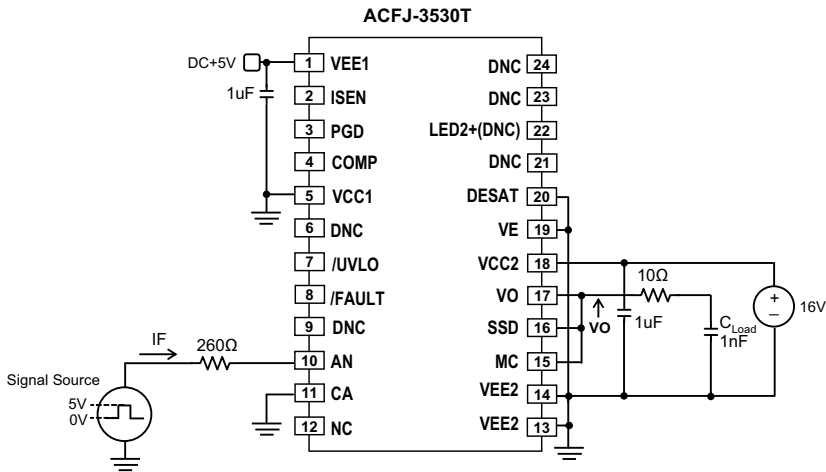 ACFJ-3530T
DC+5V
1uF
1 VEE1
2 ISEN
3 PGD
4 COMP
5 VCC1
6 DNC
7 /UVLO
8 /FAULT
9 DNC
10 AN
11 CA
12 NC
DNC 24
DNC 23
LED2+(DNC) 22
DNC 21
DESAT 20
VE 19
VCC2 18
VO 17
SSD 16
MC 15
VEE2 14
VEE2 13
IF
260Ω
Signal Source
5V
0V
10Ω
VO
1uF
CLoad
1nF
+
–
16V